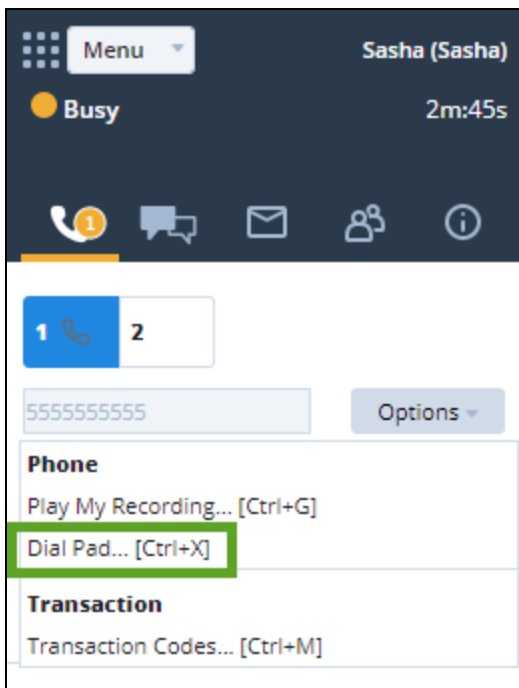 Menu Sasha (Sasha)
Busy 2m:45s
1
1 2
5555555555 Options
Phone
Play My Recording... [Ctrl+G]
Dial Pad... [Ctrl+X]
Transaction
Transaction Codes... [Ctrl+M]